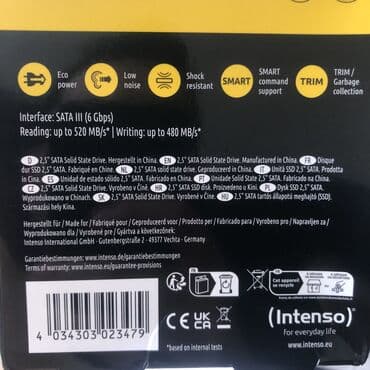 Eco power
Low noise
Shock resistant
SMART
SMART command support
TRIM
TRIM / Garbage collection
Interface: SATA III (6 Gbps)
Reading: up to 520 MB/s* | Writing: up to 480 MB/s*
D 2,5" SATA Solid State Drive. Hergestellt in China. EN 2,5" SATA Solid State Drive. Manufactured in China. F Disque
dur SSD 2,5" SATA. Fabriqué en Chine. NL 2,5" SATA solid state drive. Geproduceerd in China. IT Unità SSD 2,5" SATA. Prodotta
in Cina. ES Unidad de estado sólido 2,5" SATA. Fabricado en China. PT Unidade Solid State 2,5" SATA. Fabricado na China.
CZ 2,5" SATA Solid State Drive. Vyrobené v Číně. HR 2,5" SATA SSD disk. Proizvedeno u Kini. PL Dysk SSD 2,5" SATA.
Wyprodukowano w Chinach. SK 2,5" SATA Solid State Drive. Vyrobené v Číne. 2,5" SATA tartós állapotú meghajtó (SSD).
Származási hely Kína.
Hergestellt für / Made for / Fabriqué pour / Geproduceerd voor / Prodotto per / Fabricado para / Vyrobeno pro / Napravljen za /
Wyprodukowano dla / Vyrobené pre / Gyártva a következőknek:
Intenso International GmbH - Gutenbergstraße 2 - 49377 Vechta - Germany
Garantiebestimmungen: www.intenso.de/garantiebestimmungen
Terms of warranty: www.intenso.de/guarantee-provisions
4 034303 023479
Cet appareil se recycle
FR
CE UK CA
*based on internal tests
(Intenso)
for everyday life
www.intenso.eu